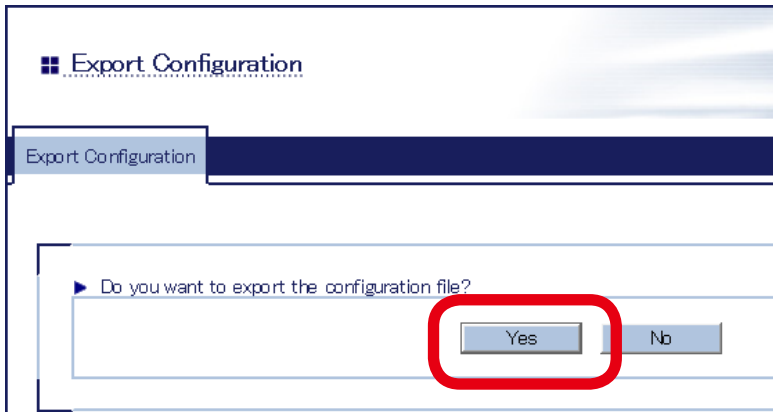 Export Configuration
Export Configuration
Do you want to export the configuration file?
Yes No